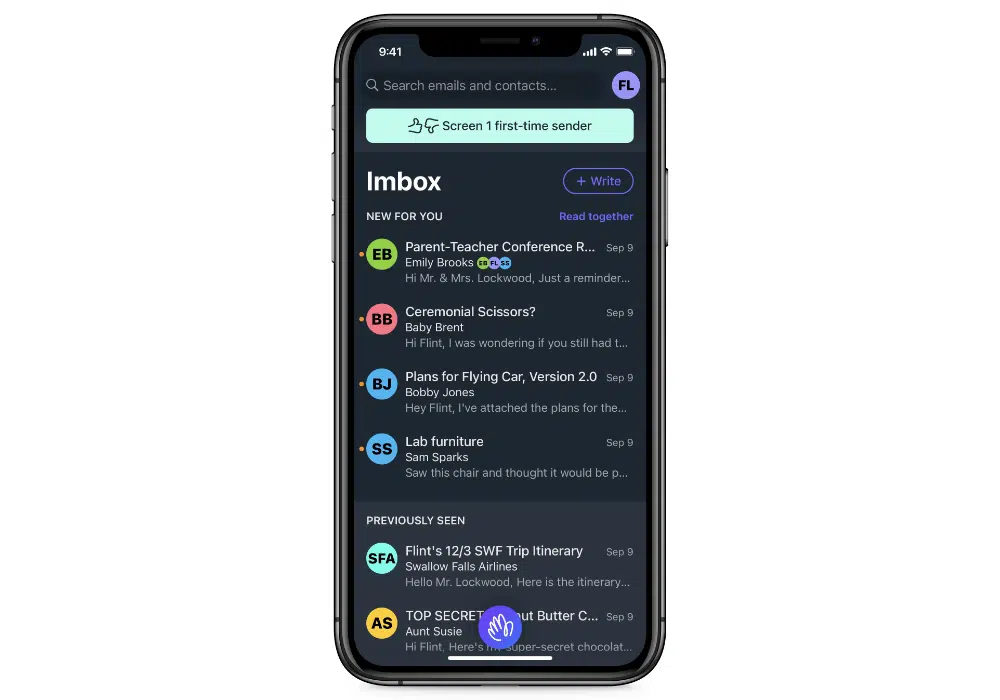 9:41
Search emails and contacts...
FL
Screen 1 first-time sender
Imbox
+ Write
NEW FOR YOU
Read together
EB
Parent-Teacher Conference R...
Sep 9
Emily Brooks EB FL SS
Hi Mr. & Mrs. Lockwood, Just a reminder...
BB
Ceremonial Scissors?
Sep 9
Baby Brent
Hi Flint, I was wondering if you still had t...
BJ
Plans for Flying Car, Version 2.0
Sep 9
Bobby Jones
Hey Flint, I've attached the plans for the...
SS
Lab furniture
Sep 9
Sam Sparks
Saw this chair and thought it would be p...
PREVIOUSLY SEEN
SFA
Flint's 12/3 SWF Trip Itinerary
Sep 9
Swallow Falls Airlines
Hello Mr. Lockwood, Here is the itinerary...
AS
TOP SECRET ut Butter C...
Sep 9
Aunt Susie
Hi Flint, Here's my super-secret chocolat...